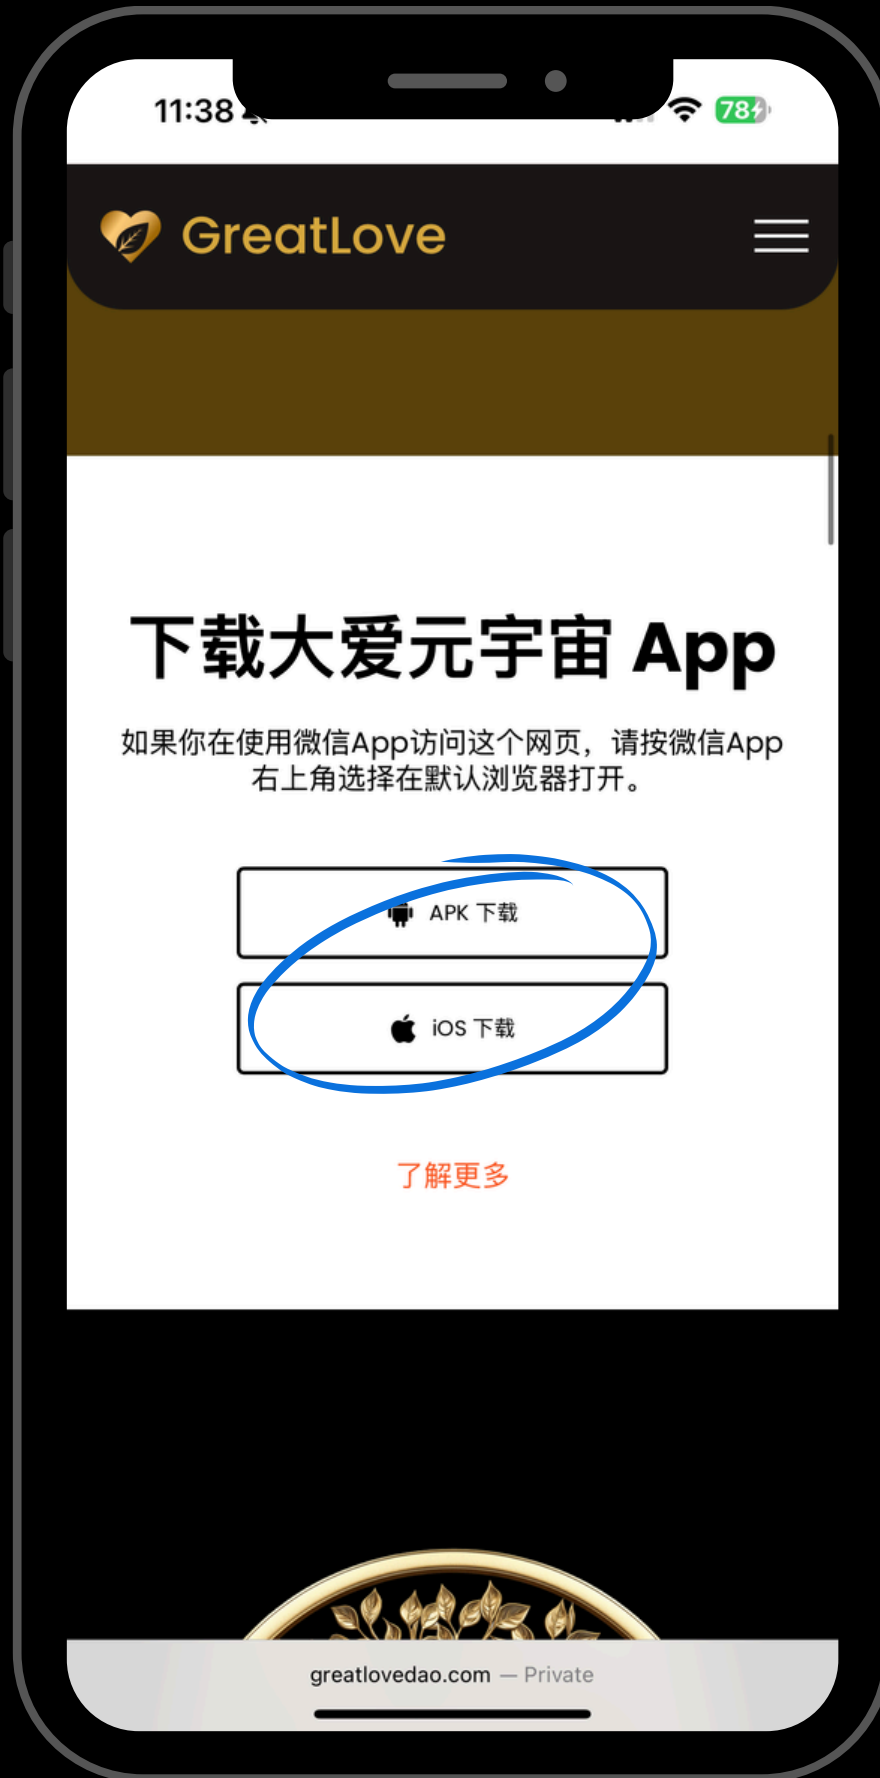 11:38
78
GreatLove
下载大爱元宇宙 App
如果你在使用微信App访问这个网页，请按微信App
右上角选择在默认浏览器打开。
APK 下载
iOS 下载
了解更多
greatlovedao.com — Private